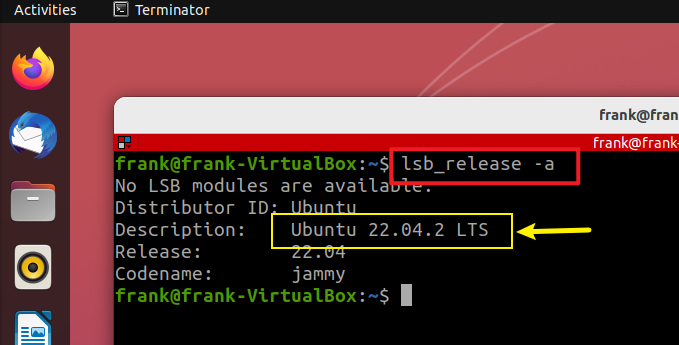 Activities
Terminator
frank@fran
frank@frank-
frank@frank-VirtualBox:~$ lsb_release -a
No LSB modules are available.
Distributor ID: Ubuntu
Description:    Ubuntu 22.04.2 LTS
Release:        22.04
Codename:       jammy
frank@frank-VirtualBox:~$